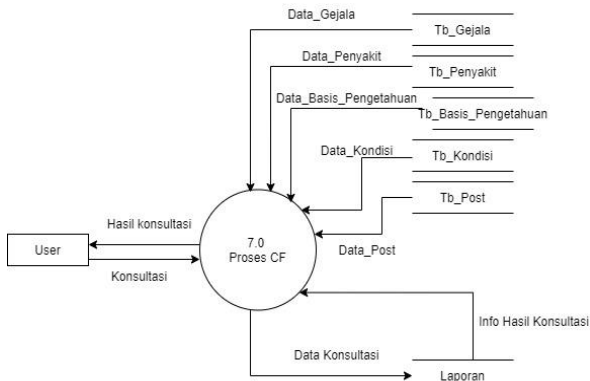 Data_Gejala
Tb_Gejala
Data_Penyakit
Tb_Penyakit
Data_Basis_Pengetahuan
Tb_Basis_Pengetahuan
Data_Kondisi
Tb_Kondisi
Tb_Post
Data_Post
Hasil konsultasi
User
Konsultasi
7.0
Proses CF
Info Hasil Konsultasi
Data Konsultasi
Laporan